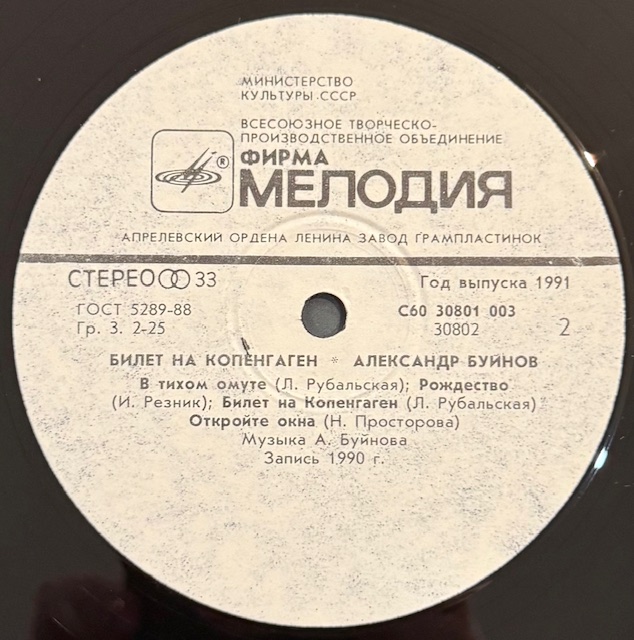 МИНИСТЕРСТВО
КУЛЬТУРЫ СССР
ВСЕСОЮЗНОЕ ТВОРЧЕСКО-
ПРОИЗВОДСТВЕННОЕ ОБЪЕДИНЕНИЕ
®
ФИРМА
МЕЛОДИЯ
АПРЕЛЕВСКИЙ ОРДЕНА ЛЕНИНА ЗАВОД ГРАМПЛАСТИНОК
СТЕРЕО 33
Год выпуска 1991
ГОСТ 5289-88
С60 30801 003
Гр. 3. 2-25
30802
2
БИЛЕТ НА КОПЕНГАГЕН * АЛЕКСАНДР БУЙНОВ
В тихом омуте (Л. Рубальская); Рождество
(И. Резник); Билет на Копенгаген (Л. Рубальская)
Откройте окна (Н. Просторова)
Музыка А. Буйнова
Запись 1990 г.